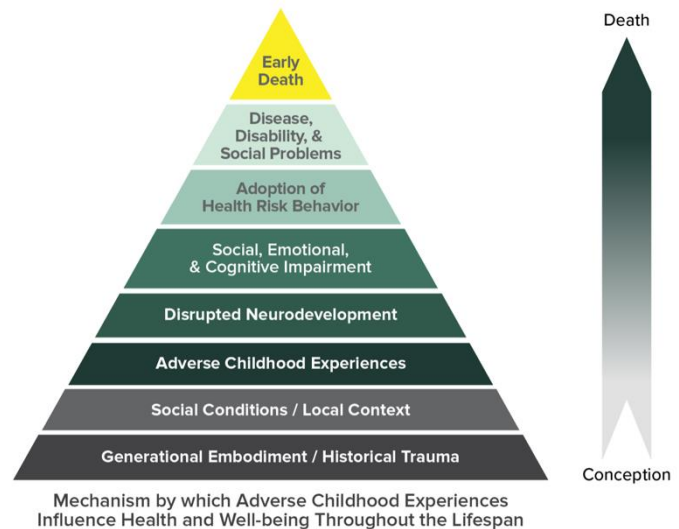 Death
Early
Death
Disease,
Disability, &
Social Problems
Adoption of
Health Risk Behavior
Social, Emotional,
& Cognitive Impairment
Disrupted Neurodevelopment
Adverse Childhood Experiences
Social Conditions / Local Context
Generational Embodiment / Historical Trauma
Conception
Mechanism by which Adverse Childhood Experiences
Influence Health and Well-being Throughout the Lifespan